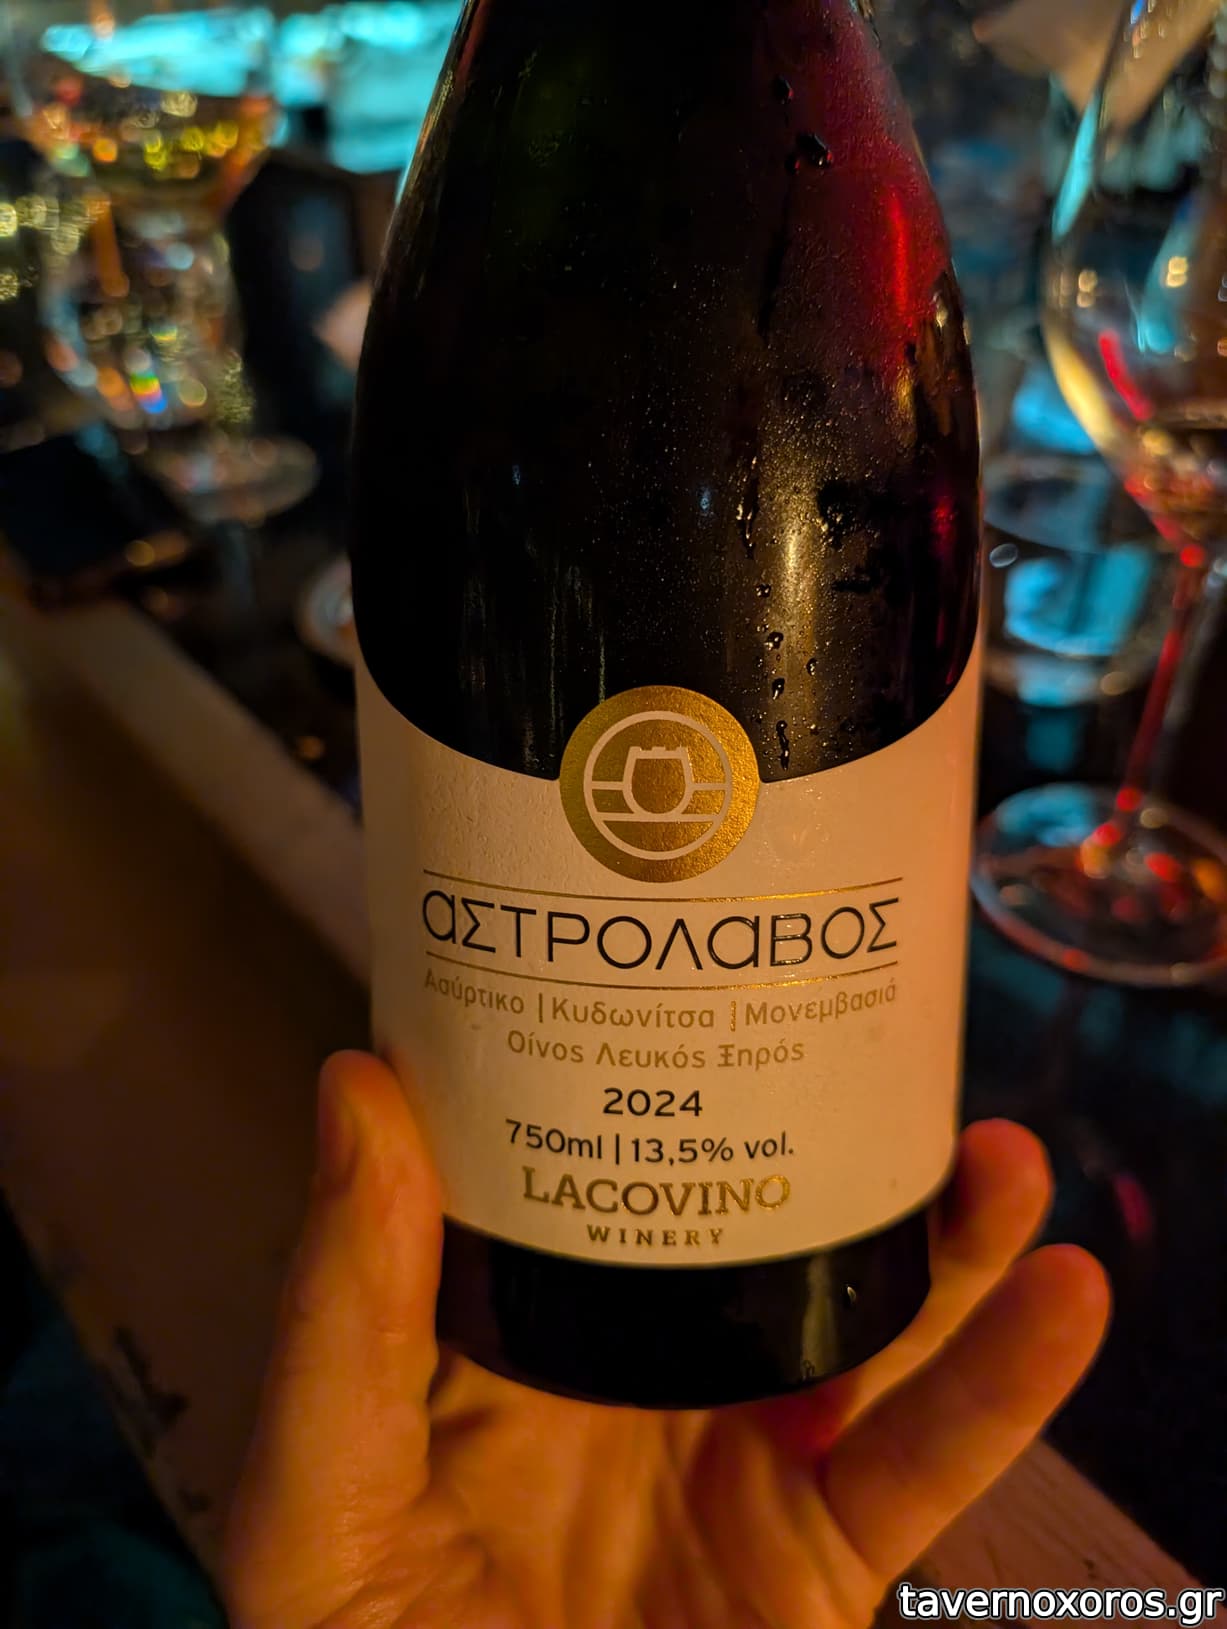 αΣΤΡΟΛαΒΟΣ
Ασύρτικο | Κυδωνίτσα | Μονεμβασιά
Οίνος Λευκός Ξηρός
2024
750ml | 13,5% vol.
LACOVINO
WINERY
tavernoxoros.gr